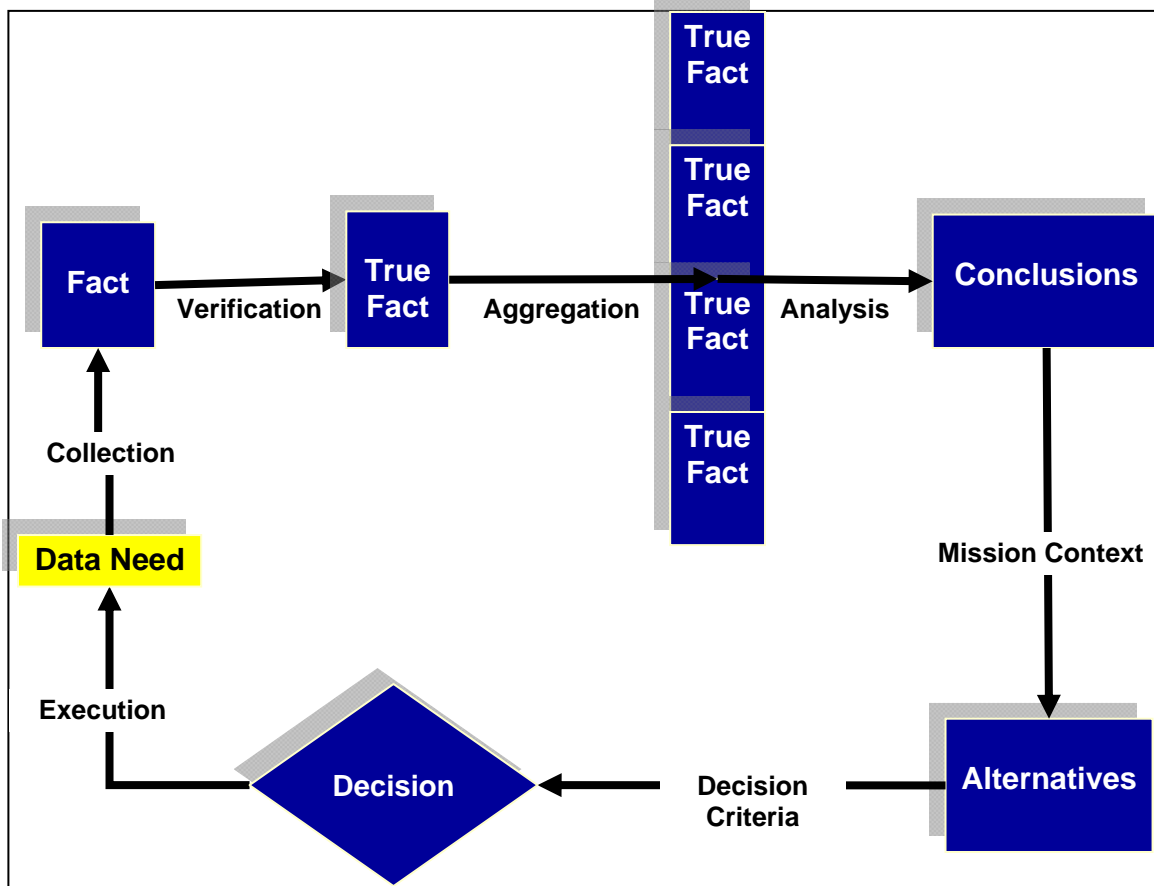 True
Fact
True
Fact
Fact
Verification
True
Fact
Aggregation
True
Fact
Analysis
Conclusions
True
Fact
Collection
Data Need
Mission Context
Execution
Decision
Decision
Criteria
Alternatives